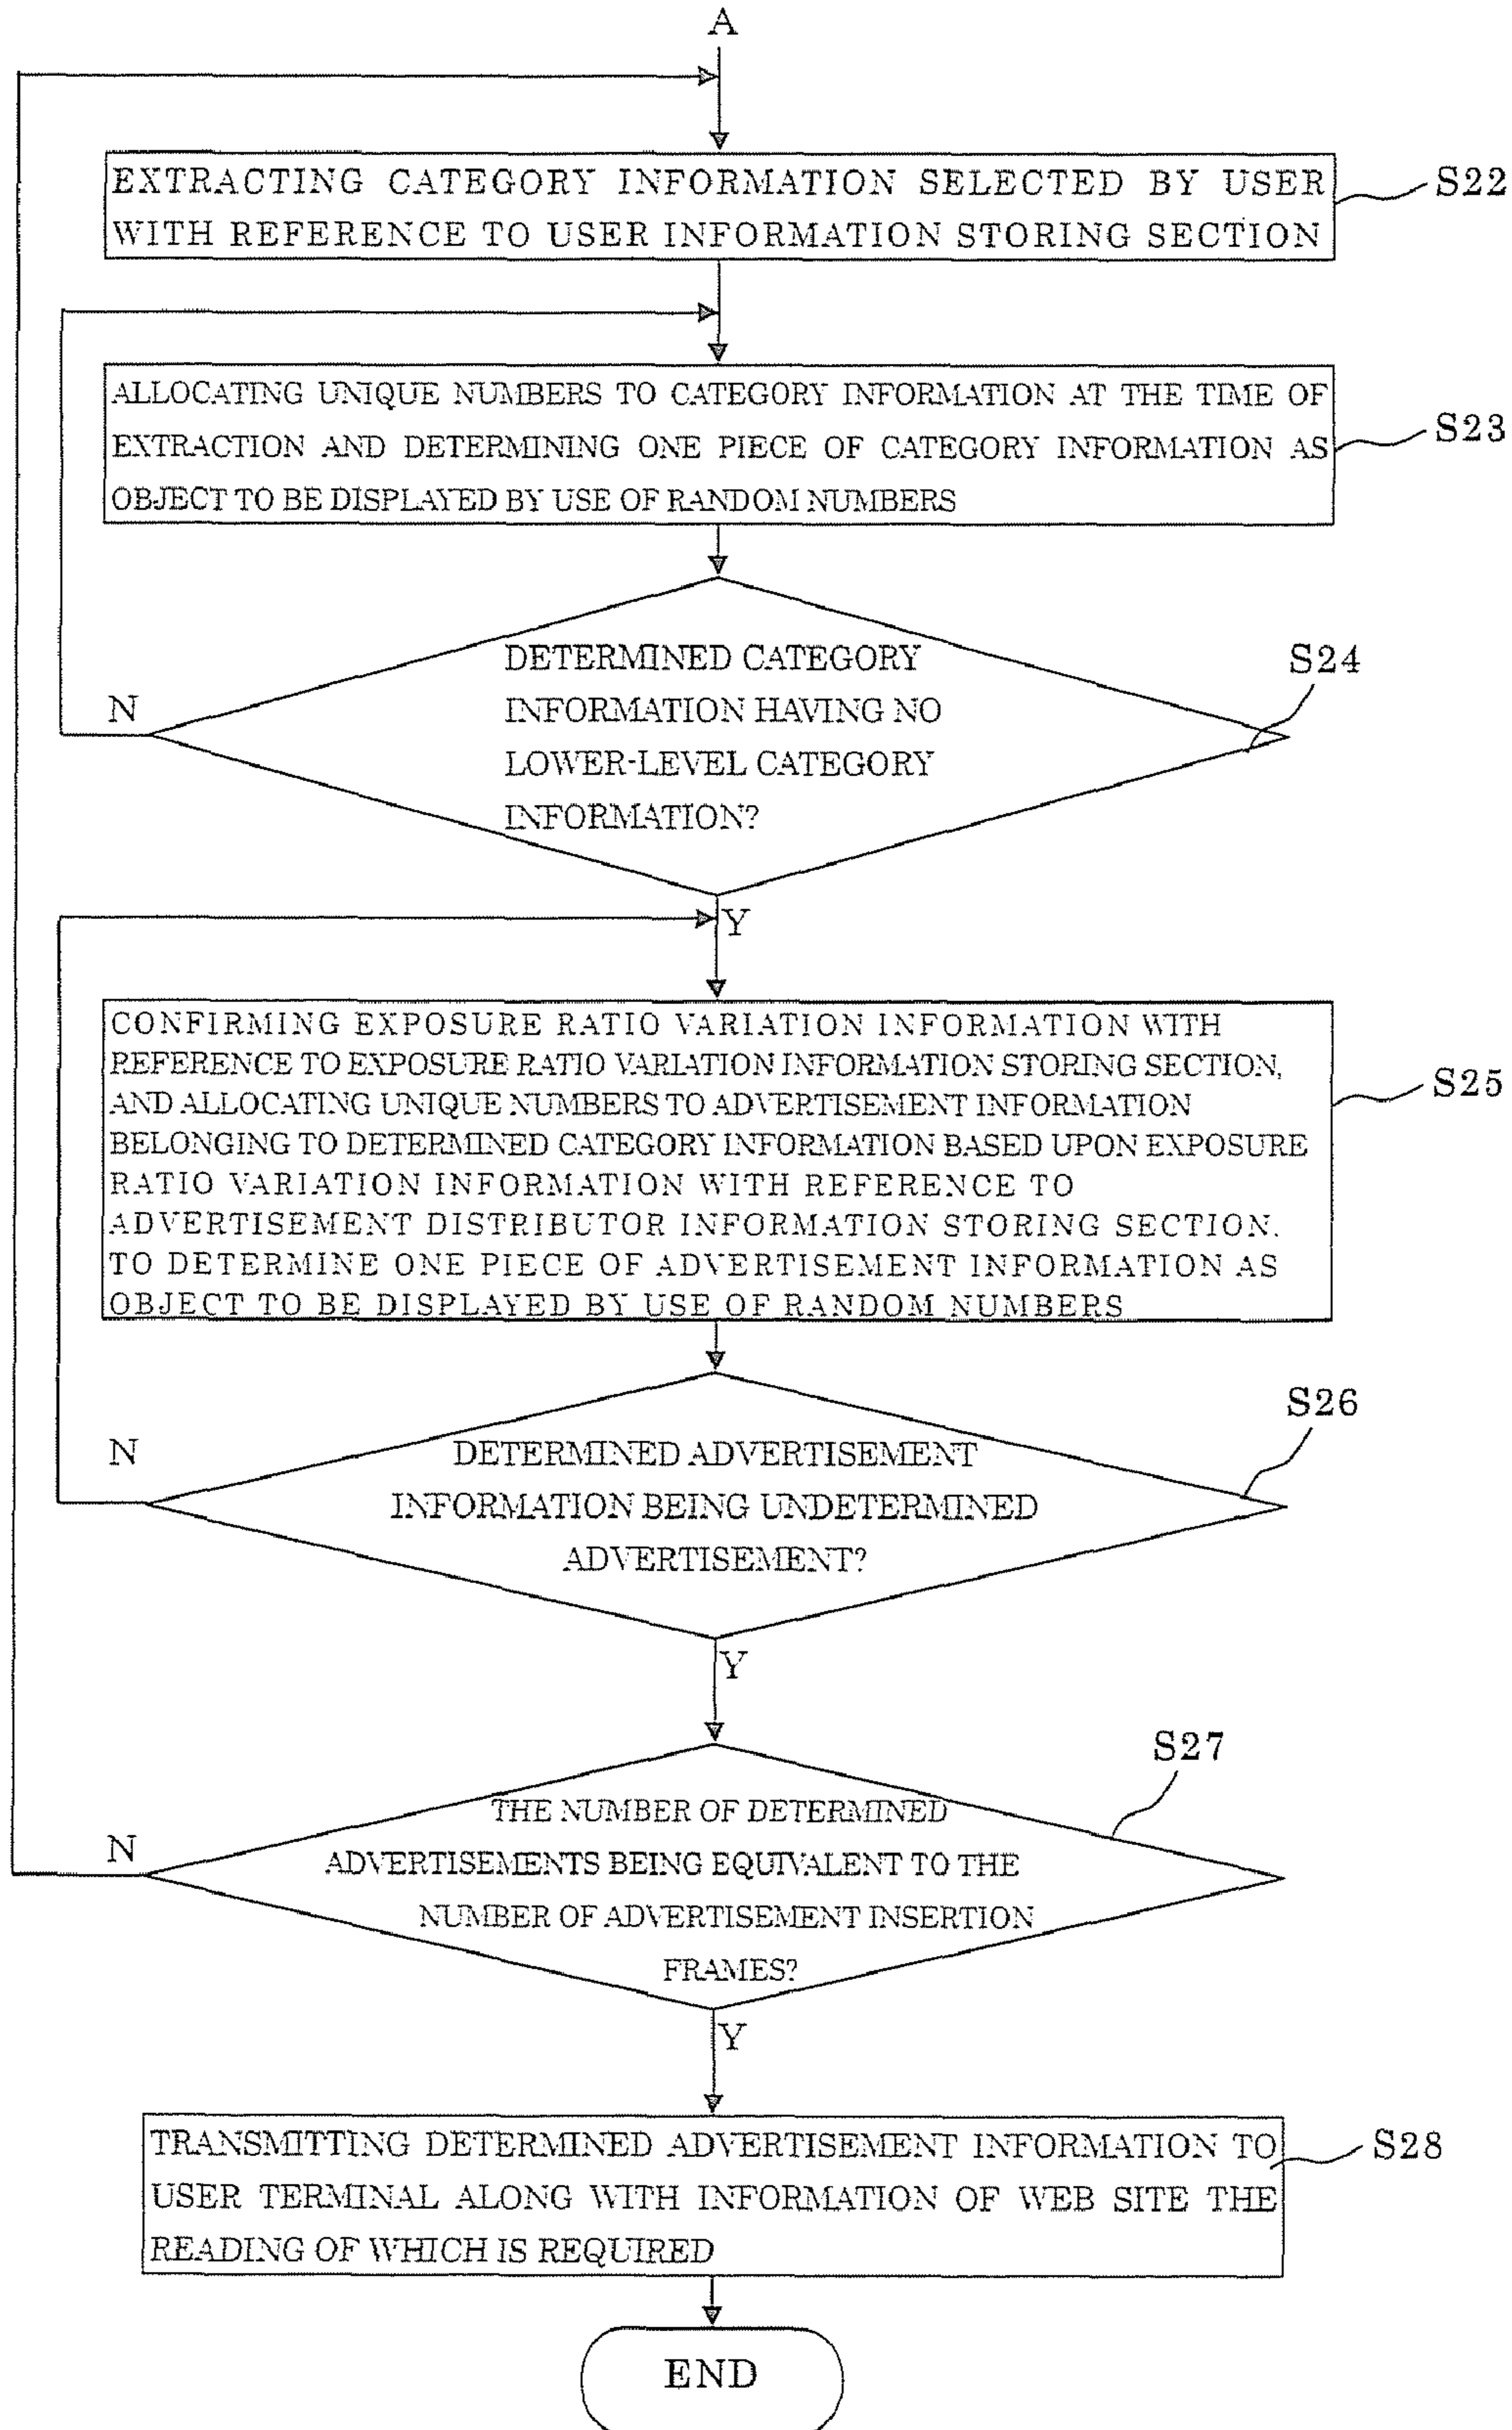 A
EXTRACTING CATEGORY INFORMATION SELECTED BY USER
WITH REFERENCE TO USER INFORMATION STORING SECTION
S22
ALLOCATING UNIQUE NUMBERS TO CATEGORY INFORMATION AT THE TIME OF
EXTRACTION AND DETERMINING ONE PIECE OF CATEGORY INFORMATION AS
OBJECT TO BE DISPLAYED BY USE OF RANDOM NUMBERS
S23
DETERMINED CATEGORY
INFORMATION HAVING NO
LOWER-LEVEL CATEGORY
INFORMATION?
S24
N
Y
CONFIRMING EXPOSURE RATIO VARIATION INFORMATION WITH
REFERENCE TO EXPOSURE RATIO VARIATION INFORMATION STORING SECTION,
AND ALLOCATING UNIQUE NUMBERS TO ADVERTISEMENT INFORMATION
BELONGING TO DETERMINED CATEGORY INFORMATION BASED UPON EXPOSURE
RATIO VARIATION INFORMATION WITH REFERENCE TO
ADVERTISEMENT DISTRIBUTOR INFORMATION STORING SECTION.
TO DETERMINE ONE PIECE OF ADVERTISEMENT INFORMATION AS
OBJECT TO BE DISPLAYED BY USE OF RANDOM NUMBERS
S25
DETERMINED ADVERTISEMENT
INFORMATION BEING UNDETERMINED
ADVERTISEMENT?
S26
N
Y
THE NUMBER OF DETERMINED
ADVERTISEMENTS BEING EQUIVALENT TO THE
NUMBER OF ADVERTISEMENT INSERTION
FRAMES?
S27
N
Y
TRANSMITTING DETERMINED ADVERTISEMENT INFORMATION TO
USER TERMINAL ALONG WITH INFORMATION OF WEB SITE THE
READING OF WHICH IS REQUIRED
S28
END